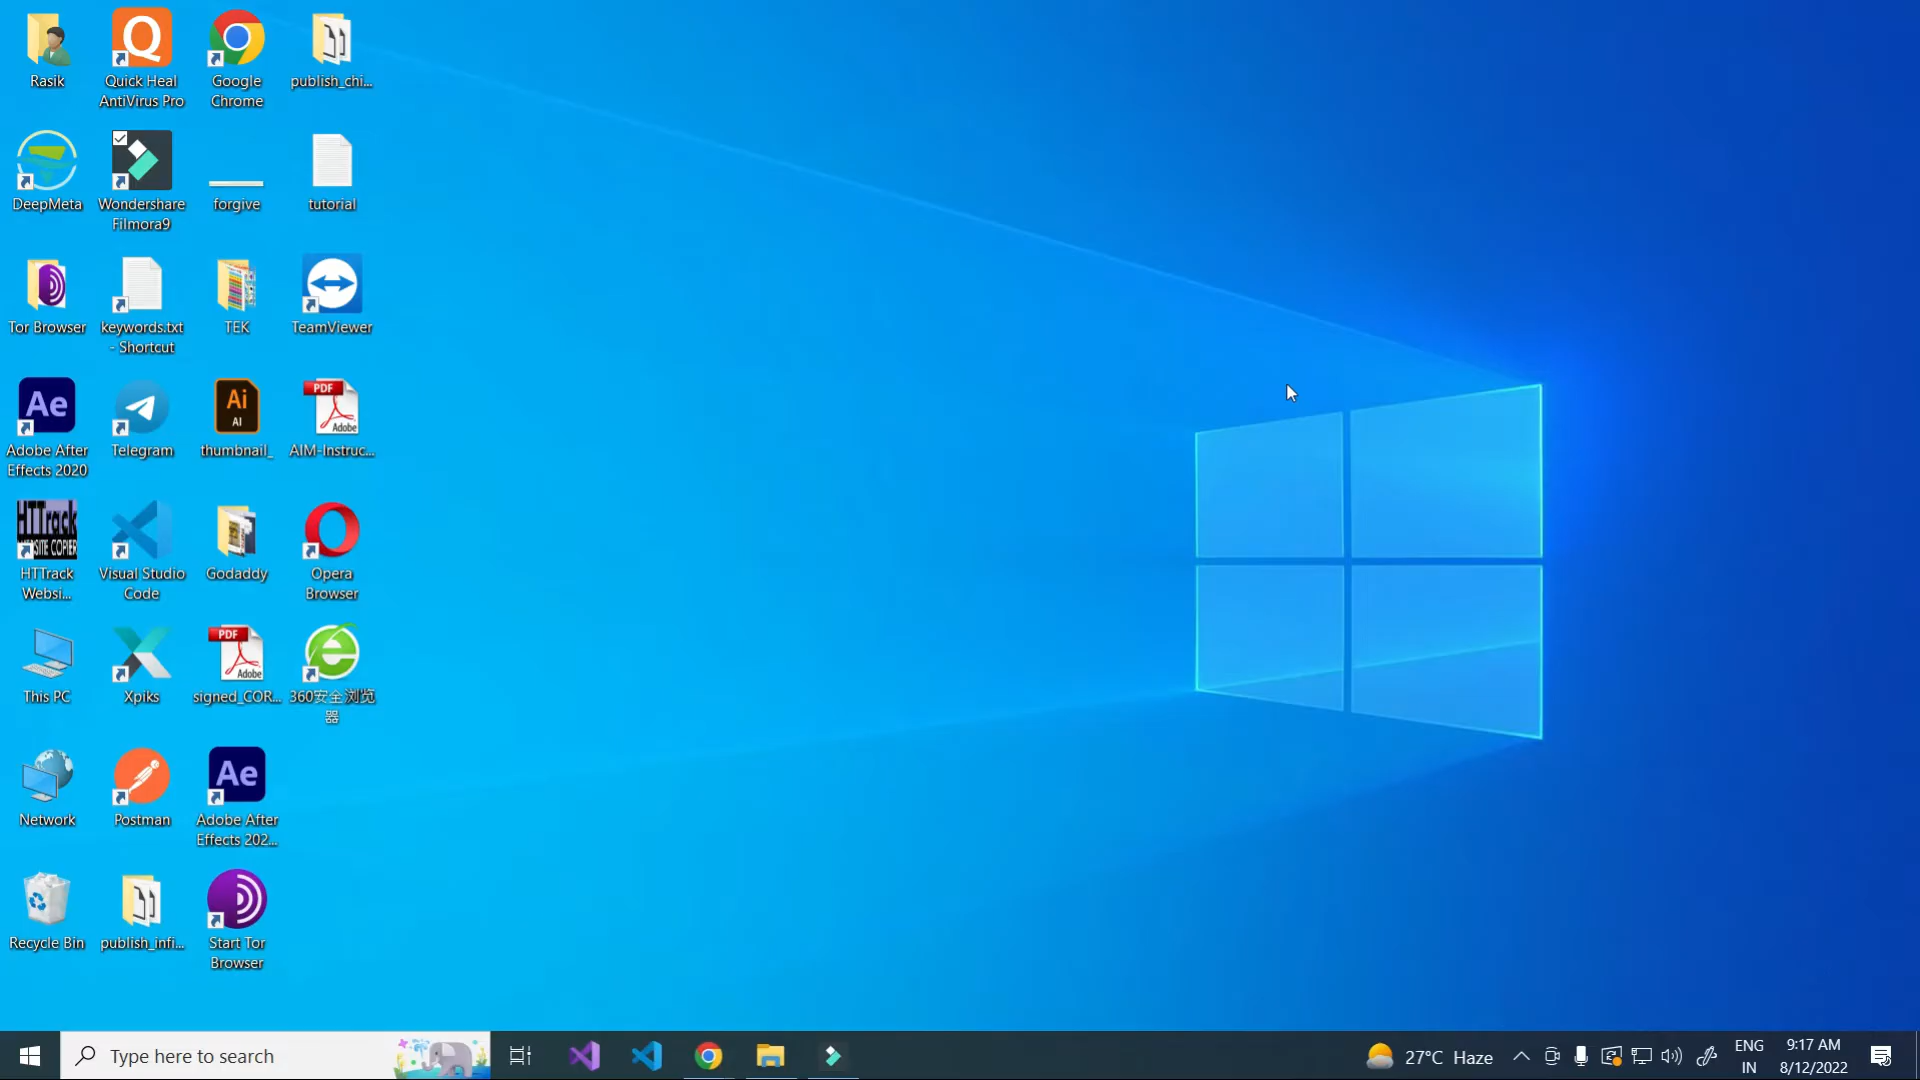 Rasik
Quick Heal
AntiVirus Pro
Google
Chrome
publish_chi...
DeepMeta
Wondershare
Filmora9
forgive
tutorial
Tor Browser
keywords.txt
- Shortcut
TEK
TeamViewer
Ae
Adobe After
Effects 2020
Telegram
Ai
AI
thumbnail_
PDF
Adobe
AIM-Instruc...
HTTrack
WEBSITE COPIER
HTTrack
Websi...
Visual Studio
Code
Godaddy
Opera
Browser
This PC
Xpiks
PDF
Adobe
signed_COR...
360安全浏览
器
Network
Postman
Ae
Adobe After
Effects 202...
Recycle Bin
publish_infi...
Start Tor
Browser
Type here to search
27°C Haze
ENG
IN
9:17 AM
8/12/2022